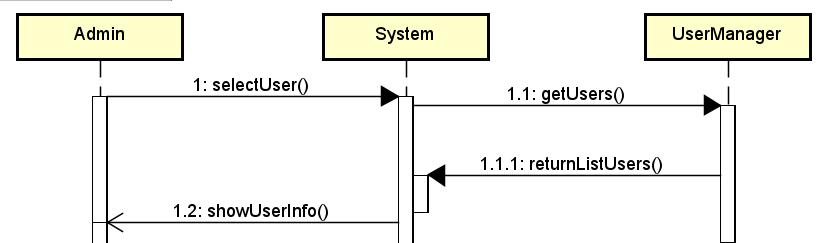 Admin
System
UserManager
1: selectUser()
1.1: getUsers()
1.1.1: returnListUsers()
1.2: showUserInfo()